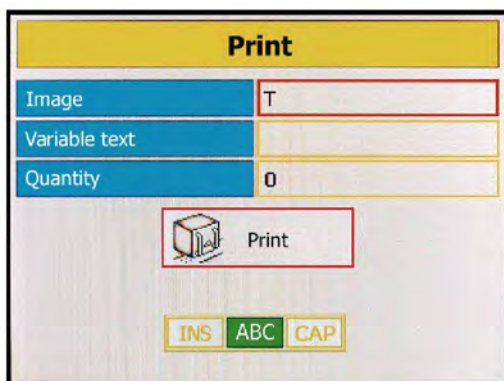 Print
Image T
Variable text
Quantity 0
Print
INS ABC CAP